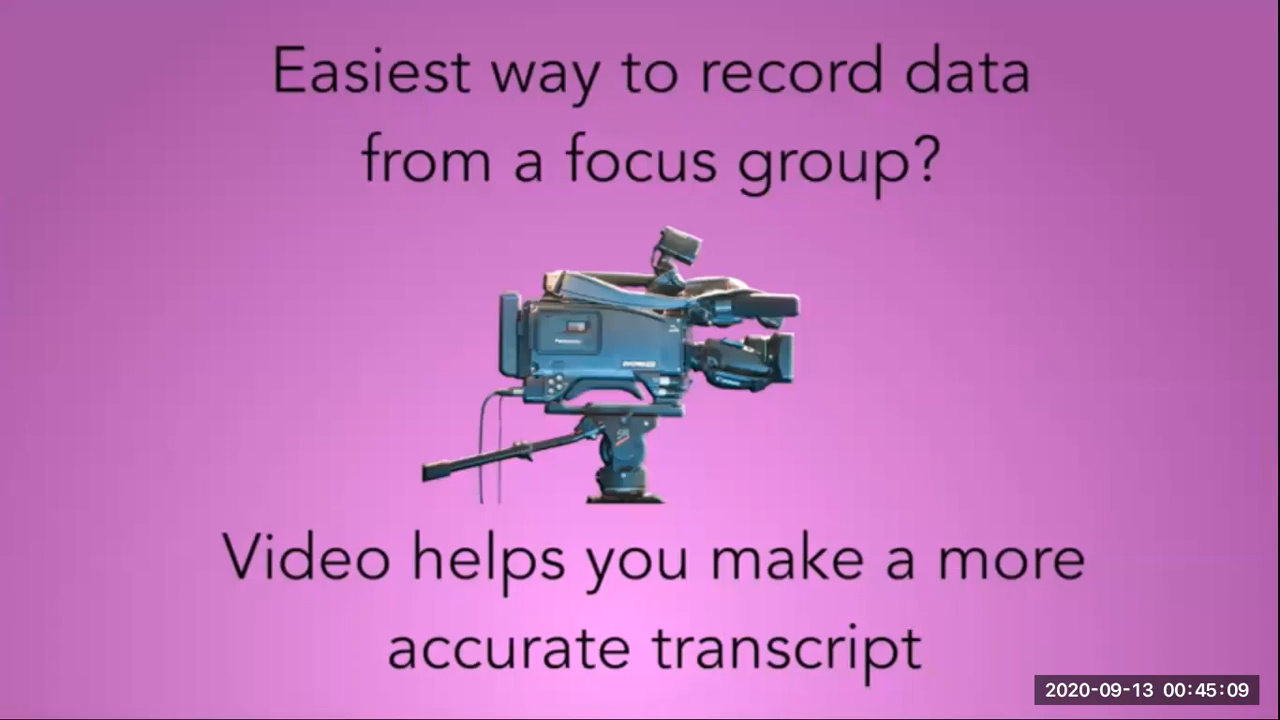 Easiest way to record data
from a focus group?
Video helps you make a more
accurate transcript
2020-09-13 00:45:09